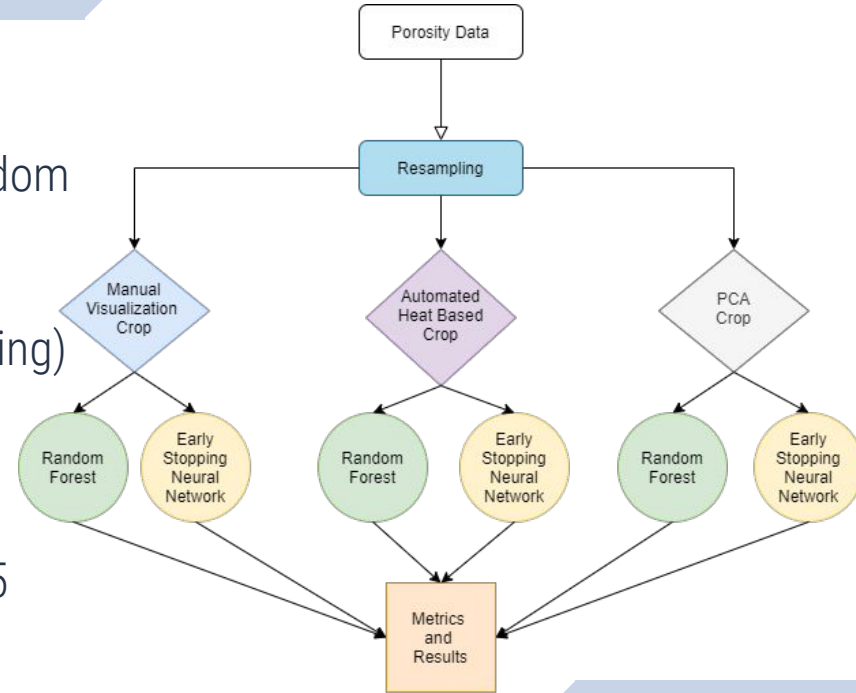 Porosity Data
dom
Resampling
Manual
Visualization
Crop
Automated
Heat Based
Crop
PCA
Crop
ing)
Random
Forest
Early
Stopping
Neural
Network
Random
Forest
Early
Stopping
Neural
Network
Random
Forest
Early
Stopping
Neural
Network
5
Metrics
and
Results